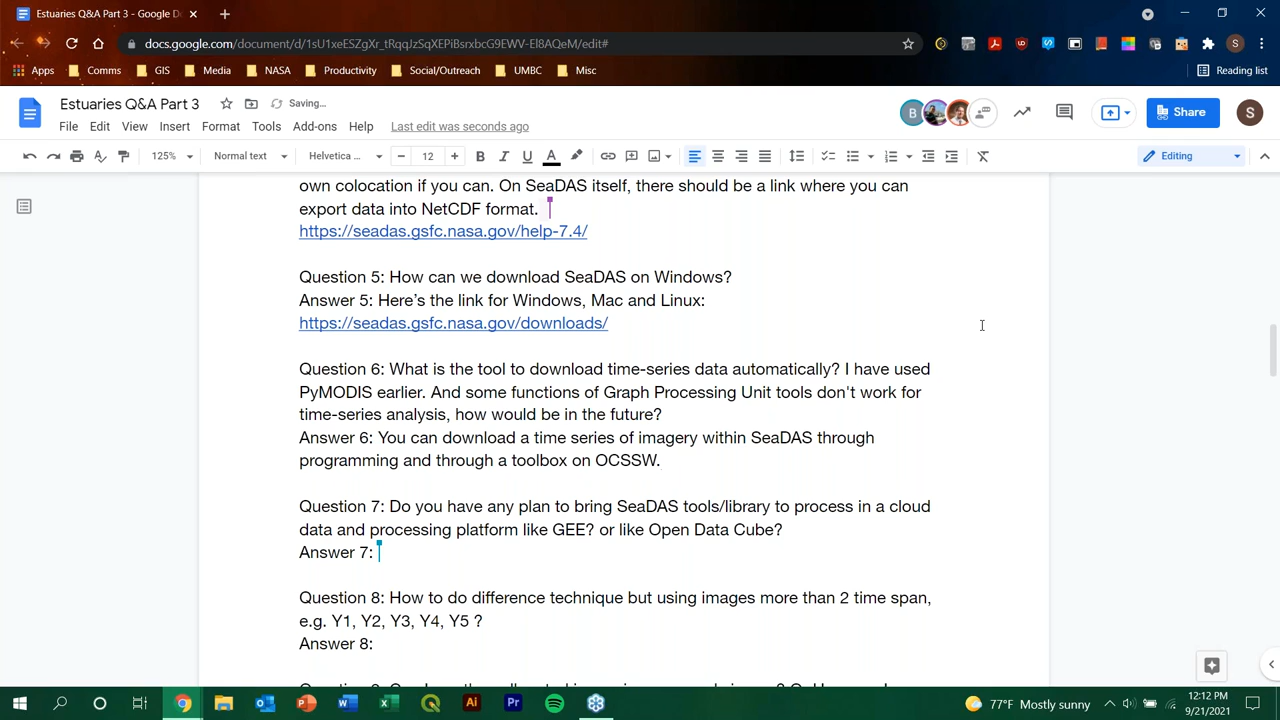 Estuaries Q&A Part 3 - Google D
docs.google.com/document/d/1sU1xeESZgXr_tRqqJzSqXEPiBsrxbcG9EWV-El8AQeM/edit#
Apps
Comms
GIS
Media
NASA
Productivity
Social/Outreach
UMBC
Misc
Reading list
Estuaries Q&A Part 3
Saving...
B
Share
S
File Edit View Insert Format Tools Add-ons Help Last edit was seconds ago
125% Normal text Helvetica ... 12 B I U A Editing
own colocation if you can. On SeaDAS itself, there should be a link where you can
export data into NetCDF format.
https://seadas.gsfc.nasa.gov/help-7.4/
Question 5: How can we download SeaDAS on Windows?
Answer 5: Here's the link for Windows, Mac and Linux:
https://seadas.gsfc.nasa.gov/downloads/
Question 6: What is the tool to download time-series data automatically? I have used
PyMODIS earlier. And some functions of Graph Processing Unit tools don't work for
time-series analysis, how would be in the future?
Answer 6: You can download a time series of imagery within SeaDAS through
programming and through a toolbox on OCSSW.
Question 7: Do you have any plan to bring SeaDAS tools/library to process in a cloud
data and processing platform like GEE? or like Open Data Cube?
Answer 7:
Question 8: How to do difference technique but using images more than 2 time span,
e.g. Y1, Y2, Y3, Y4, Y5 ?
Answer 8:
77°F Mostly sunny
12:12 PM
9/21/2021